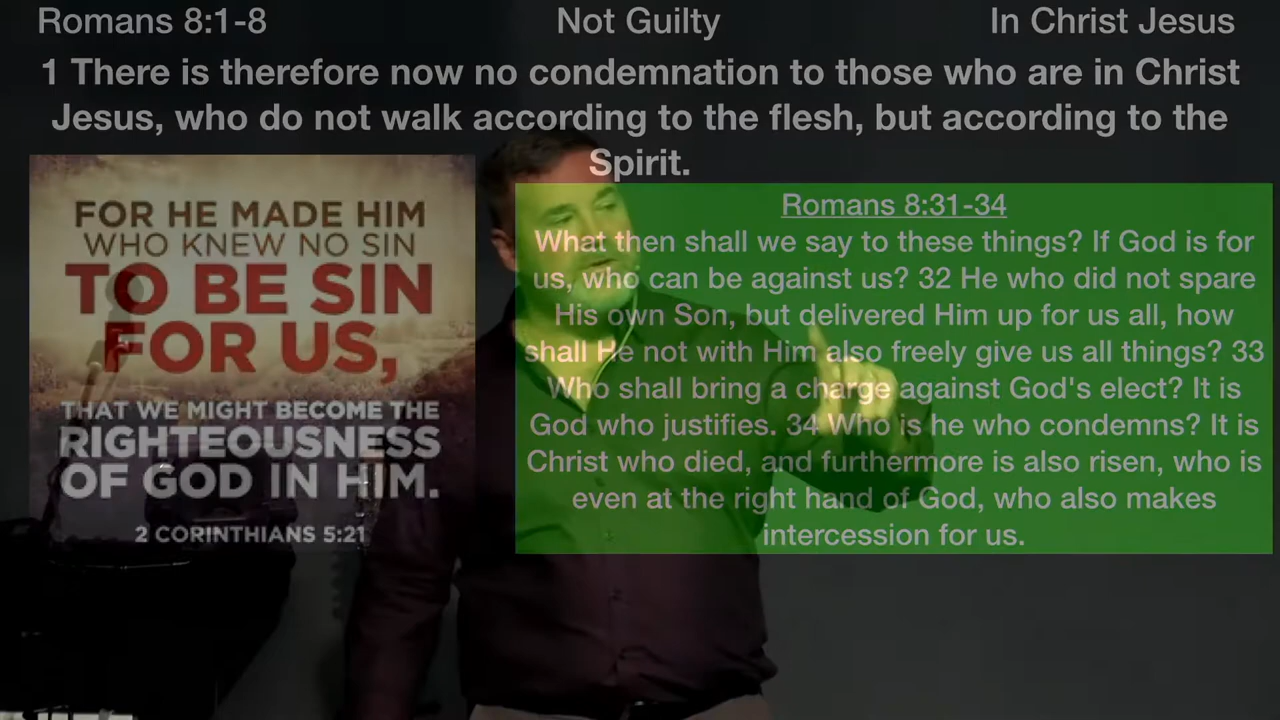 Romans 8:1-8 Not Guilty In Christ Jesus
1 There is therefore now no condemnation to those who are in Christ
Jesus, who do not walk according to the flesh, but according to the
Spirit.
FOR HE MADE HIM
WHO KNEW NO SIN
TO BE SIN
FOR US,
THAT WE MIGHT BECOME THE
RIGHTEOUSNESS
OF GOD IN HIM.
2 CORINTHIANS 5:21
Romans 8:31-34
What then shall we say to these things? If God is for
us, who can be against us? 32 He who did not spare
His own Son, but delivered Him up for us all, how
shall He not with Him also freely give us all things? 33
Who shall bring a charge against God's elect? It is
God who justifies. 34 Who is he who condemns? It is
Christ who died, and furthermore is also risen, who is
even at the right hand of God, who also makes
intercession for us.